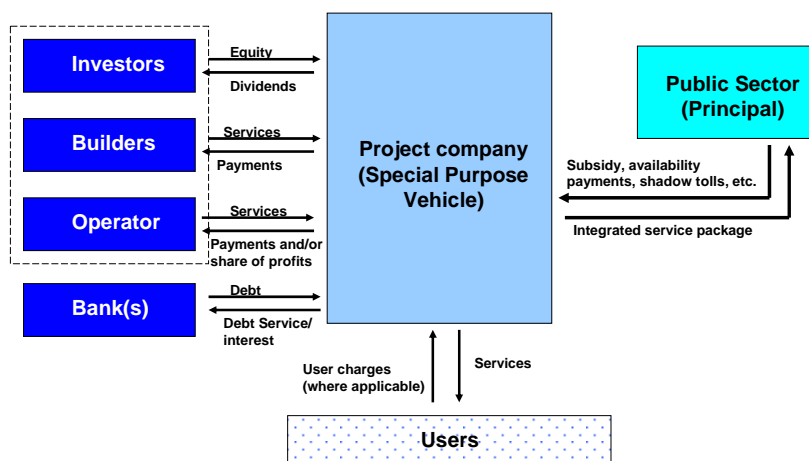 Investors
Equity
Dividends
Builders
Services
Payments
Operator
Services
Payments and/or
share of profits
Bank(s)
Debt
Debt Service/
interest
Project company
(Special Purpose
Vehicle)
Public Sector
(Principal)
Subsidy, availability
payments, shadow tolls, etc.
Integrated service package
User charges
(where applicable)
Services
Users